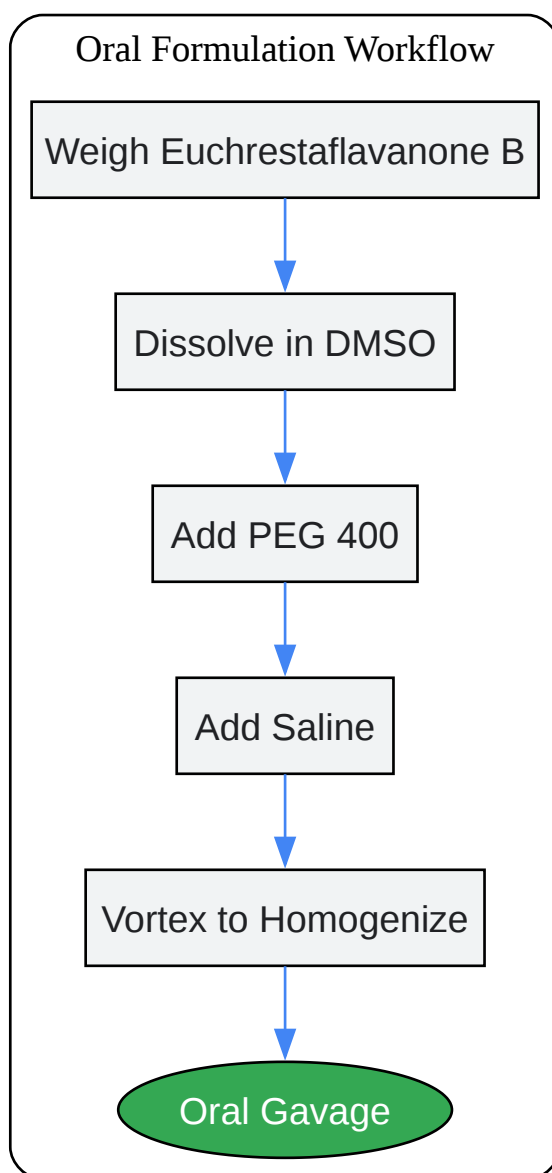 Oral Formulation Workflow
Weigh Euchrestaflavanone B
Dissolve in DMSO
Add PEG 400
Add Saline
Vortex to Homogenize
Oral Gavage